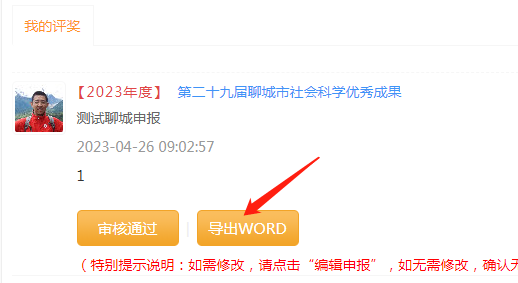 我的评奖
【2023年度】 第二十九届聊城市社会科学优秀成果
测试聊城申报
2023-04-26 09:02:57
1
审核通过 导出WORD
（特别提示说明：如需修改，请点击“编辑申报”，如无需修改，确认无